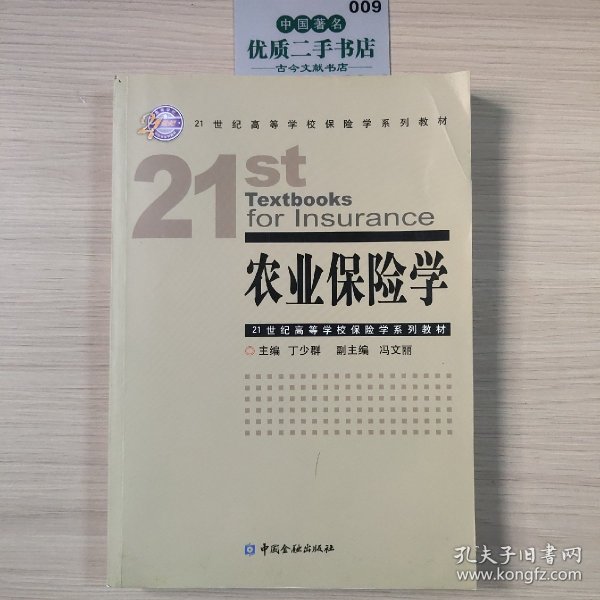 009
中国著名
优质二手书店
古今文献书店
21世纪高等学校保险学系列教材
21st
Textbooks
for Insurance
农业保险学
21世纪高等学校保险学系列教材
主编 丁少群 副主编 冯文丽
中国金融出版社
孔夫子旧书网
www.kongfz.com